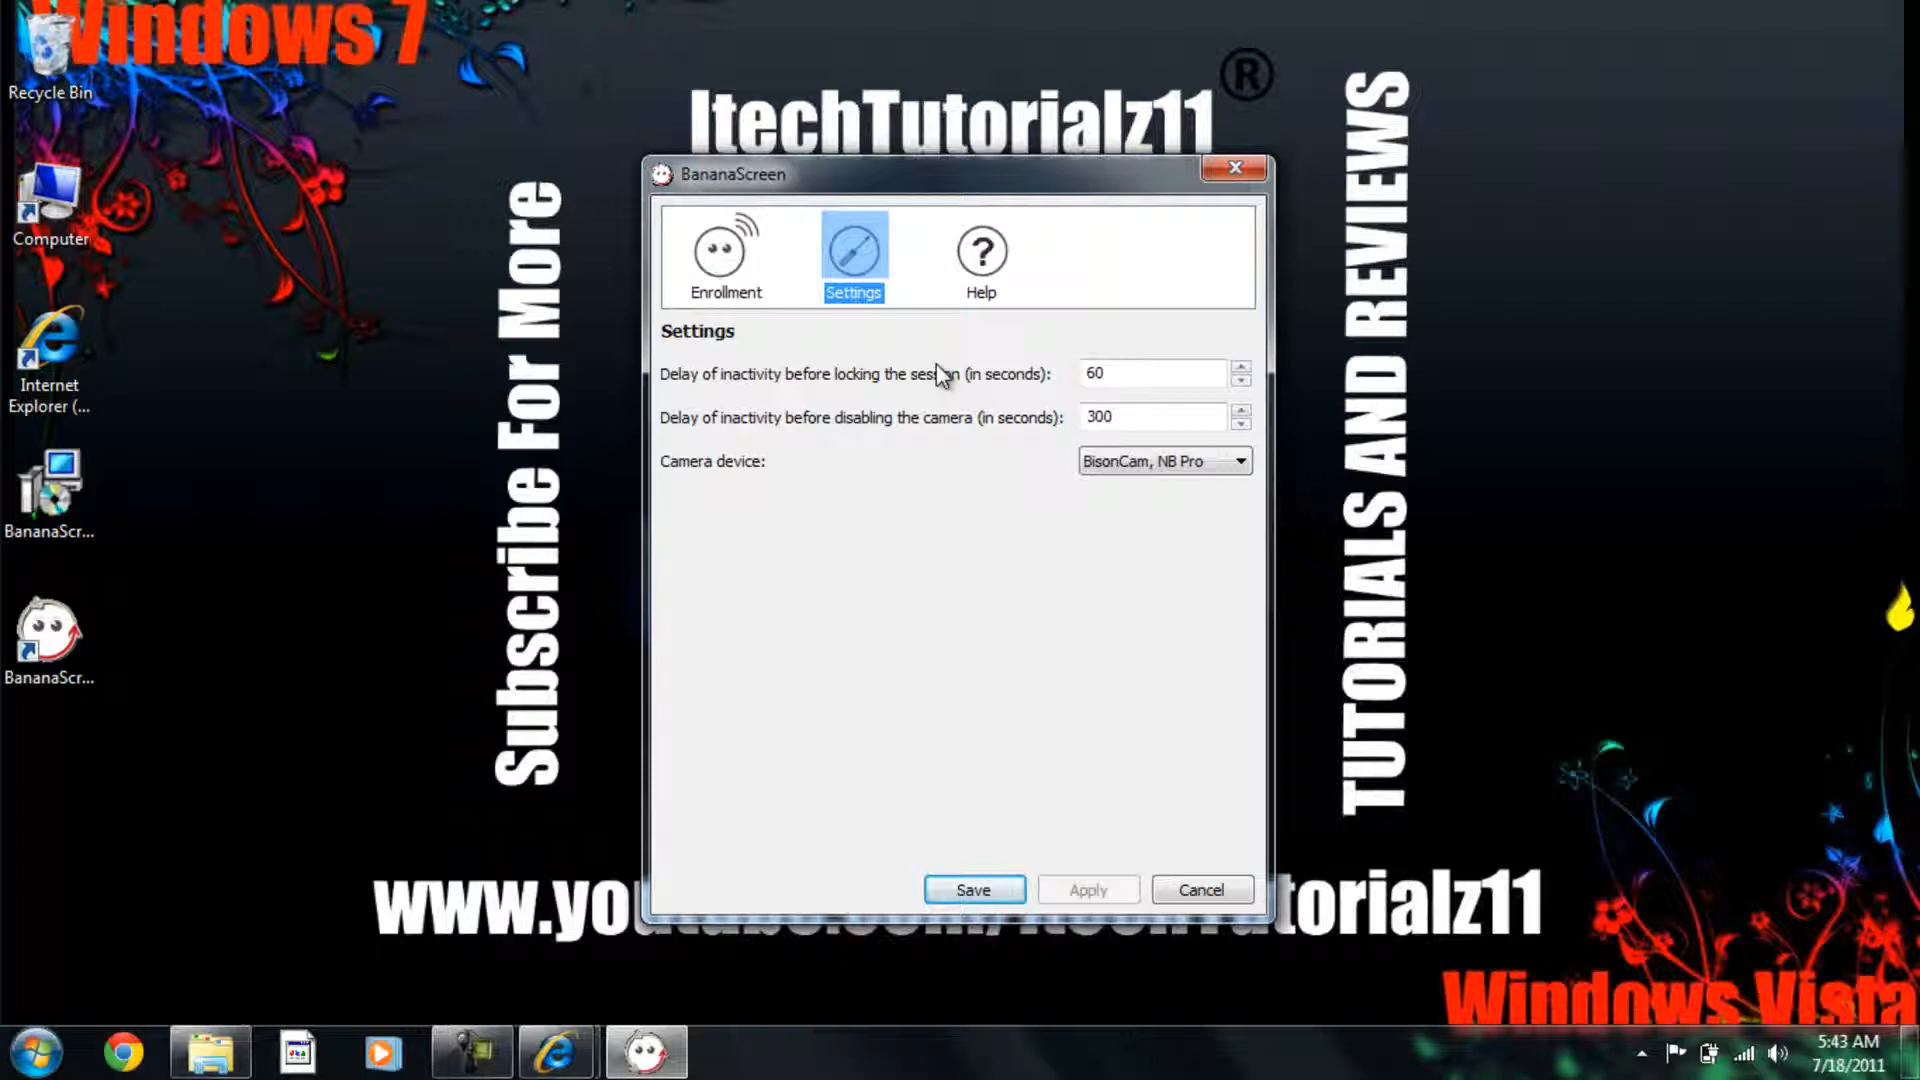 Windows 7
ItechTutorialz11
®
Subscribe For More
TUTORIALS AND REVIEWS
Recycle Bin
Computer
Internet
Explorer (...
BananaScr...
BananaScr...
BananaScreen
Enrollment
Settings
Help
Settings
Delay of inactivity before locking the session (in seconds):
60
Delay of inactivity before disabling the camera (in seconds):
300
Camera device:
BisonCam, NB Pro
Save
Apply
Cancel
www.youtube.com/ItechTutorialz11
Windows Vista
5:43 AM
7/18/2011